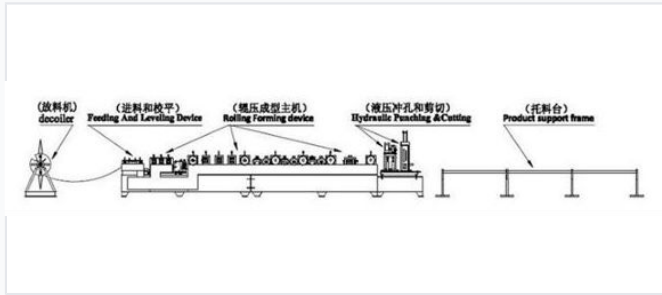 (放料机)
decoiler
(进料和校平)
Feeding And Leveling Device
(辊压成型主机)
Rolling Forming device
(液压冲孔和剪切)
Hydraulic Punching &Cutting
(托料台)
Product support frame